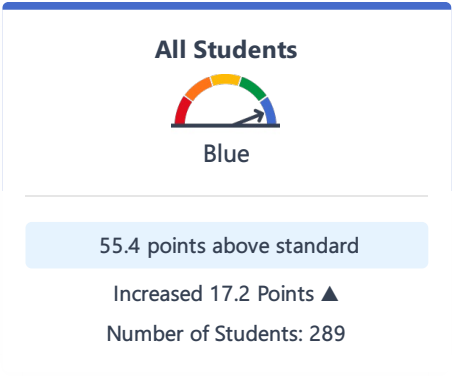 All Students
Blue
55.4 points above standard
Increased 17.2 Points ▲
Number of Students: 289